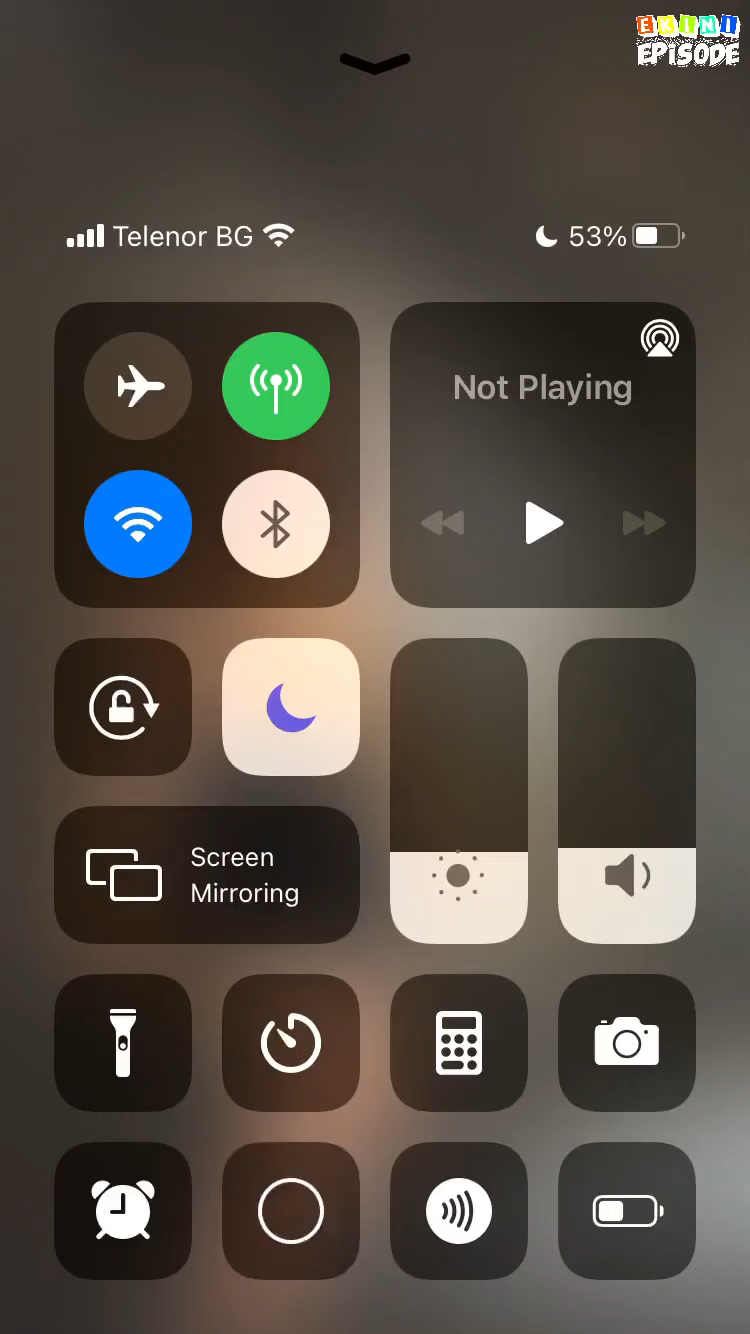 EKINI
EPISODE
Telenor BG
53%
Not Playing
Screen
Mirroring